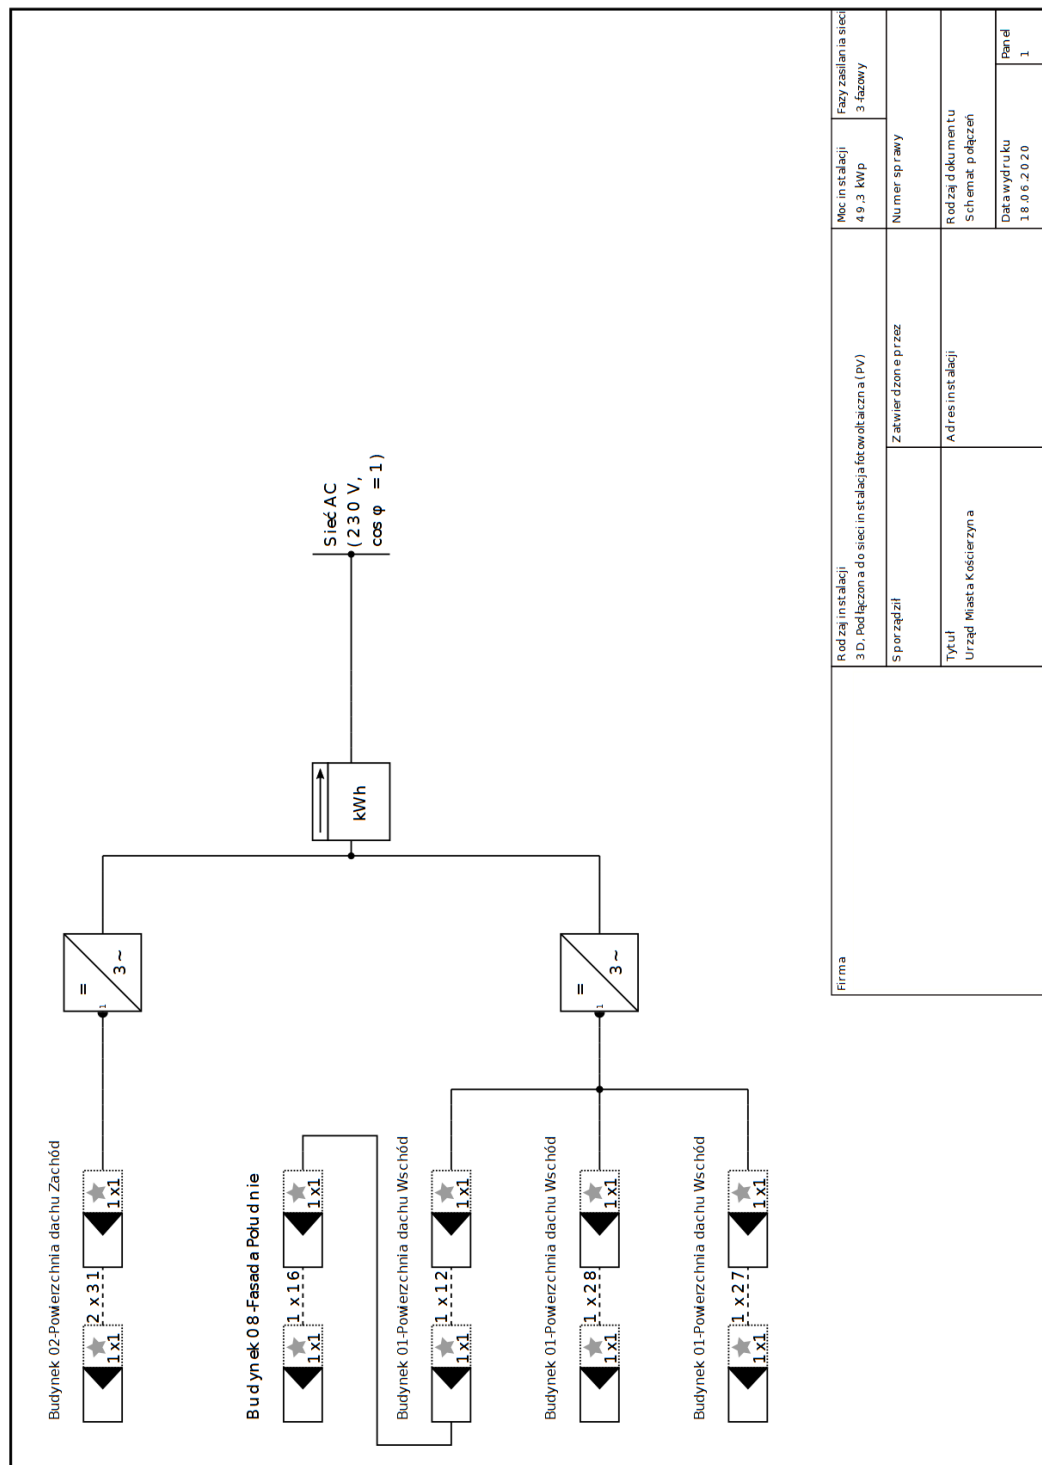 Budynek 02-Powierzchnia dachu Zachód
1x1
2 x 31
1x1
=
1
3 ~
Budynek 08-Fasada Południe
1x1
1 x 16
1x1
Budynek 01-Powierzchnia dachu Wschód
1x1
1 x 12
1x1
Budynek 01-Powierzchnia dachu Wschód
1x1
1 x 28
1x1
Budynek 01-Powierzchnia dachu Wschód
1x1
1 x 27
1x1
=
1
3 ~
kWh
Sieć AC
(230 V,
cos φ = 1)
Firma
Rodzaj instalacji
3D, Podłączona do sieci instalacja fotowoltaiczna (PV)
Moc instalacji
49,3 kWp
Fazy zasilania sieci
3-fazowy
Sporządził
Zatwierdzone przez
Numer sprawy
Tytuł
Urząd Miasta Kościerzyna
Adres instalacji
Rodzaj dokumentu
Schemat połączeń
Data wydruku
18.06.2020
Panel
1